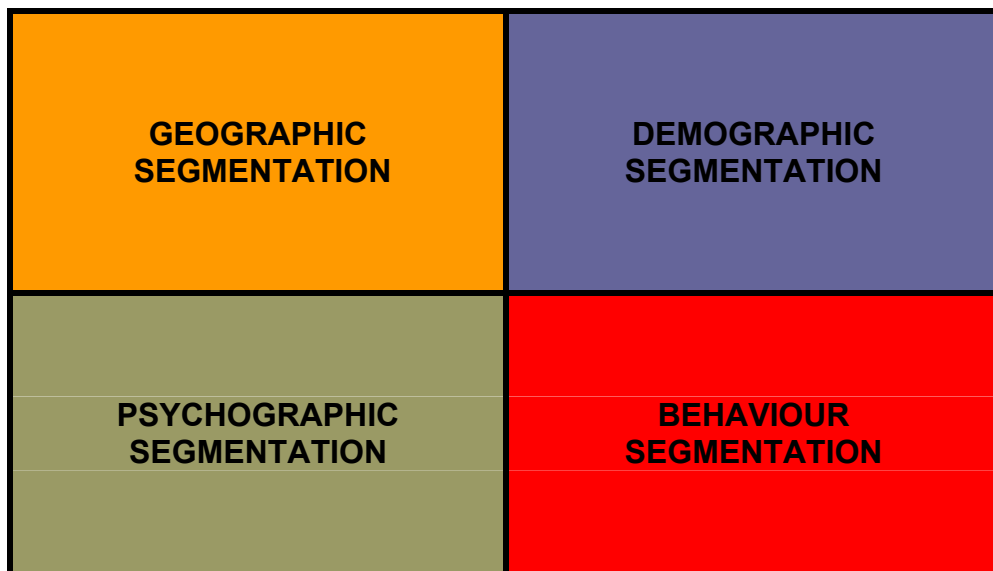 GEOGRAPHIC
SEGMENTATION
DEMOGRAPHIC
SEGMENTATION
PSYCHOGRAPHIC
SEGMENTATION
BEHAVIOUR
SEGMENTATION